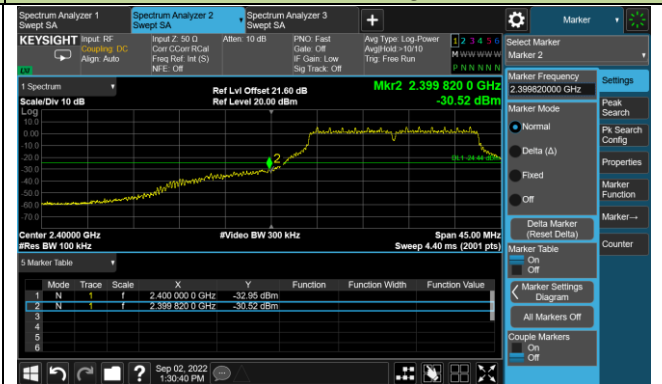 Spectrum Analyzer 1
Swept SA
Spectrum Analyzer 2
Swept SA
Spectrum Analyzer 3
Swept SA
+
Marker
KEYSIGHT
Input: RF
Coupling: DC
Align: Auto
Input Z: 50 Ω
Corr CCorr RCal
Freq Ref: Int (S)
NFE: Off
Atten: 10 dB
PNO: Fast
Gate: Off
IF Gain: Low
Sig Track: Off
Avg Type: Log-Power
Avg|Hold:>10/10
Trig: Free Run
1 2 3 4 5 6
M W W W W W
P N N N N N
Select Marker
Marker 2
1 Spectrum
Scale/Div 10 dB
Log
Ref Lvl Offset 21.60 dB
Ref Level 20.00 dBm
Mkr2 2.399 820 0 GHz
-30.52 dBm
10.0
0.00
-10.0
-20.0
-30.0
-40.0
-50.0
-60.0
-70.0
2
DL1 -24.44 dBm
Center 2.40000 GHz
#Res BW 100 kHz
#Video BW 300 kHz
Span 45.00 MHz
Sweep 4.40 ms (2001 pts)
5 Marker Table
Mode Trace Scale X Y Function Function Width Function Value
1 N 1 f 2.400 000 0 GHz -32.95 dBm
2 N 1 f 2.399 820 0 GHz -30.52 dBm
3
4
5
6
Marker Frequency
2.399820000 GHz
Marker Mode
Normal
Delta (Δ)
Fixed
Off
Delta Marker
(Reset Delta)
Marker Table
On
Off
Marker Settings
Diagram
All Markers Off
Couple Markers
On
Off
Settings
Peak
Search
Pk Search
Config
Properties
Marker
Function
Marker→
Counter
?
Sep 02, 2022
1:30:40 PM